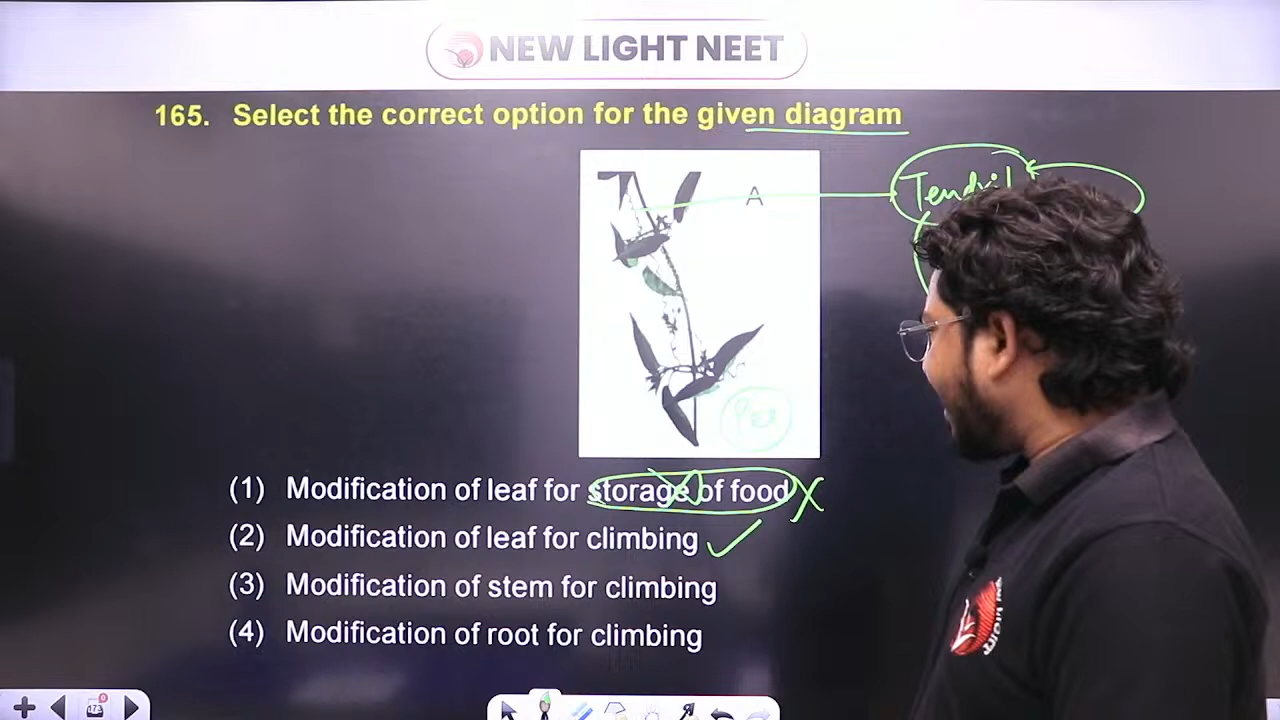 NEW LIGHT NEET
165. Select the correct option for the given diagram
A
(1) Modification of leaf for storage of food
(2) Modification of leaf for climbing
(3) Modification of stem for climbing
(4) Modification of root for climbing